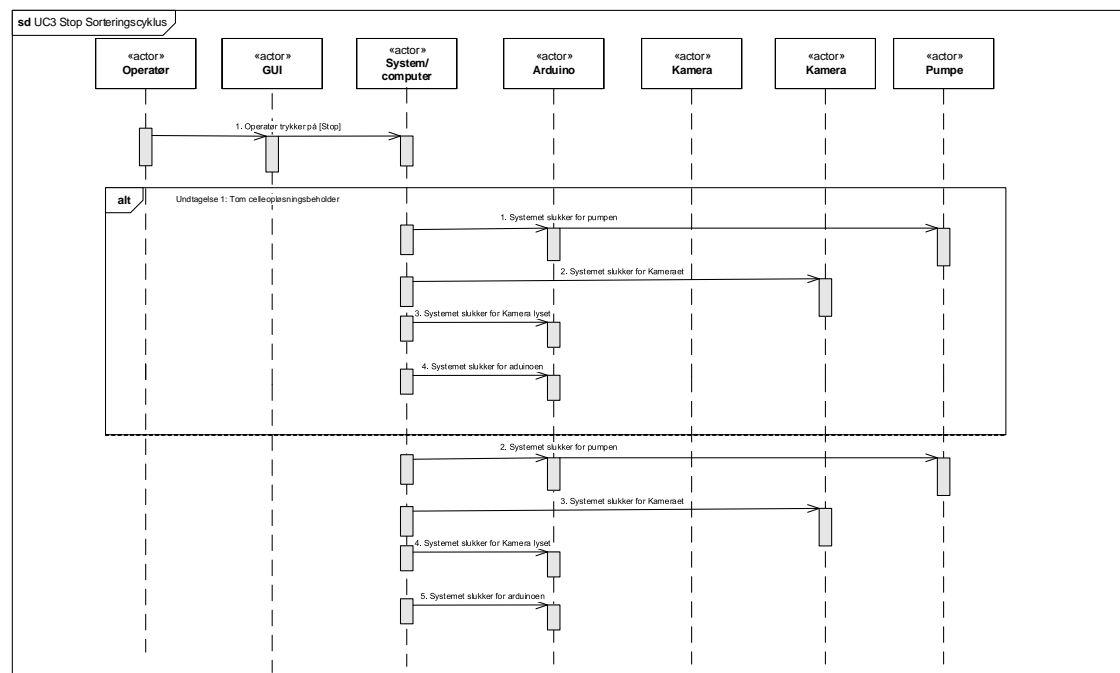 sd UC3 Stop Sorteringscyklus
«actor»
Operatør
«actor»
GUI
«actor»
System/
computer
«actor»
Arduino
«actor»
Kamera
«actor»
Kamera
«actor»
Pumpe
1. Operatør trykker på [Stop]
alt
Undtagelse 1: Tom celleopløsningsbeholder
1. Systemet slukker for pumpen
2. Systemet slukker for Kameraet
3. Systemet slukker for Kamera lyset
4. Systemet slukker for aduinoen
2. Systemet slukker for pumpen
3. Systemet slukker for Kameraet
4. Systemet slukker for Kamera lyset
5. Systemet slukker for arduinoen